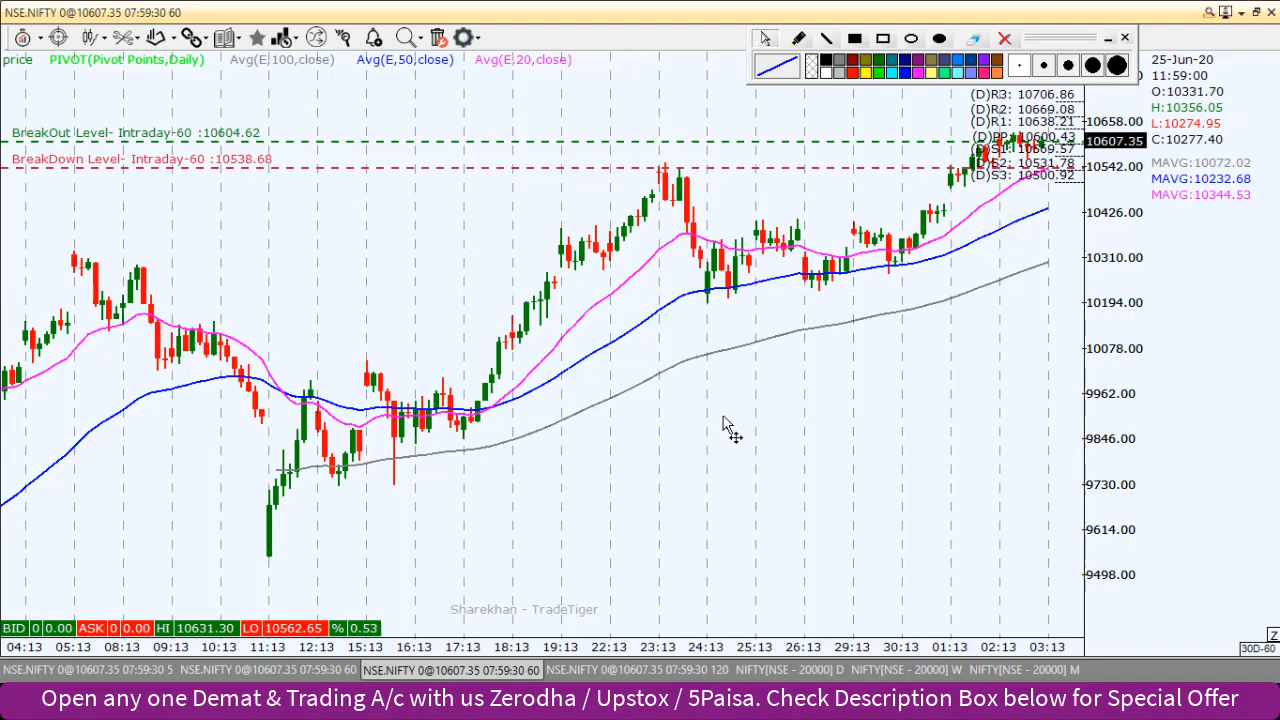 NSE.NIFTY 0@10607.35 07:59:30 60
price PIVOT(Pivot Points,Daily) Avg(E,100,close) Avg(E,50,close) Avg(E,20,close)
25-Jun-20
11:59:00
O:10331.70
H:10356.05
L:10274.95
C:10277.40
MAVG:10072.02
MAVG:10232.68
MAVG:10344.53
(D)R3: 10706.86
(D)R2: 10669.08
(D)R1: 10638.21
(D)PP: 10600.43
(D)S1: 10569.57
(D)S2: 10531.78
(D)S3: 10500.92
BreakOut Level- Intraday-60 :10604.62
BreakDown Level- Intraday-60 :10538.68
10658.00
10607.35
10542.00
10426.00
10310.00
10194.00
10078.00
9962.00
9846.00
9730.00
9614.00
9498.00
Sharekhan - TradeTiger
BID 0 0.00 ASK 0 0.00 HI 10631.30 LO 10562.65 % 0.53
04:13 05:13 08:13 09:13 10:13 11:13 12:13 15:13 16:13 17:13 18:13 19:13 22:13 23:13 24:13 25:13 26:13 29:13 30:13 01:13 02:13 03:13
Z
30D-60
NSE.NIFTY 0@10607.35 07:59:30 5 NSE.NIFTY 0@10607.35 07:59:30 60 NSE.NIFTY 0@10607.35 07:59:30 60 NSE.NIFTY 0@10607.35 07:59:30 120 NIFTY[NSE - 20000] D NIFTY[NSE - 20000] W NIFTY[NSE - 20000] M
Open any one Demat & Trading A/c with us Zerodha / Upstox / 5Paisa. Check Description Box below for Special Offer